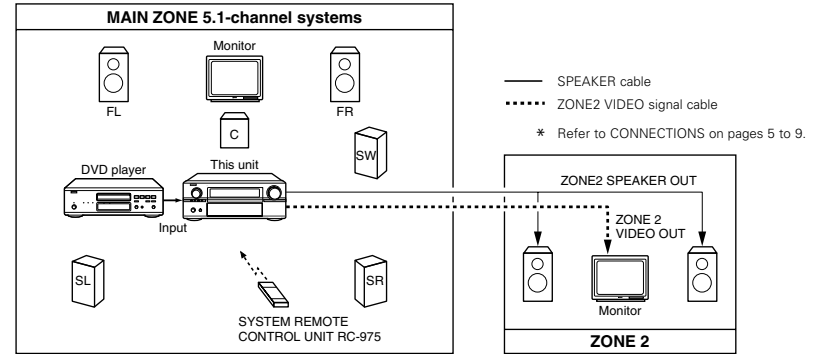 MAIN ZONE 5.1-channel systems
Monitor
FL
FR
C
SW
DVD player
This unit
Input
SL
SR
SYSTEM REMOTE
CONTROL UNIT RC-975
SPEAKER cable
ZONE2 VIDEO signal cable
* Refer to CONNECTIONS on pages 5 to 9.
ZONE2 SPEAKER OUT
ZONE 2
VIDEO OUT
Monitor
ZONE 2